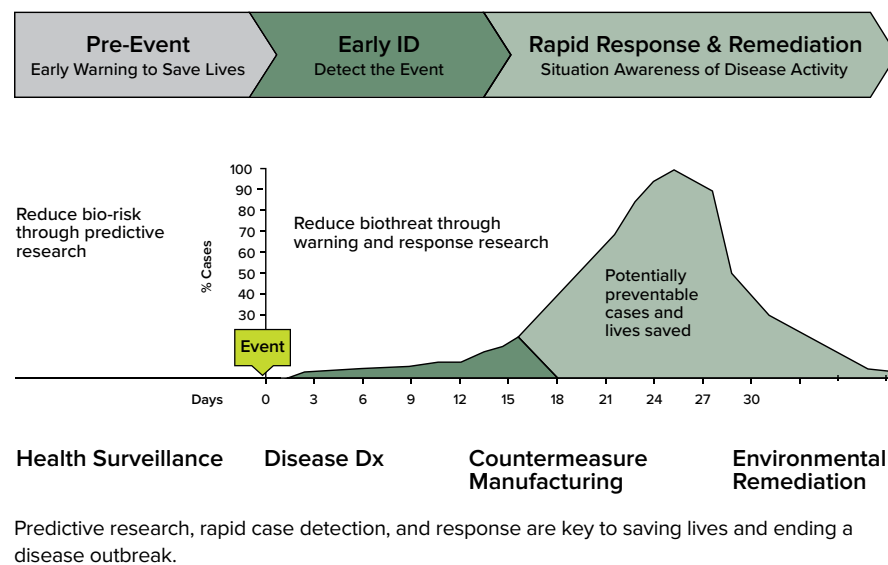 Pre-Event
Early Warning to Save Lives
Early ID
Detect the Event
Rapid Response & Remediation
Situation Awareness of Disease Activity
Reduce bio-risk
through predictive
research
% Cases
100
90
80
70
60
50
40
30
Reduce biothreat through
warning and response research
Potentially
preventable
cases and
lives saved
Event
Days
0 3 6 9 12 15 18 21 24 27 30
Health Surveillance
Disease Dx
Countermeasure
Manufacturing
Environmental
Remediation
Predictive research, rapid case detection, and response are key to saving lives and ending a
disease outbreak.